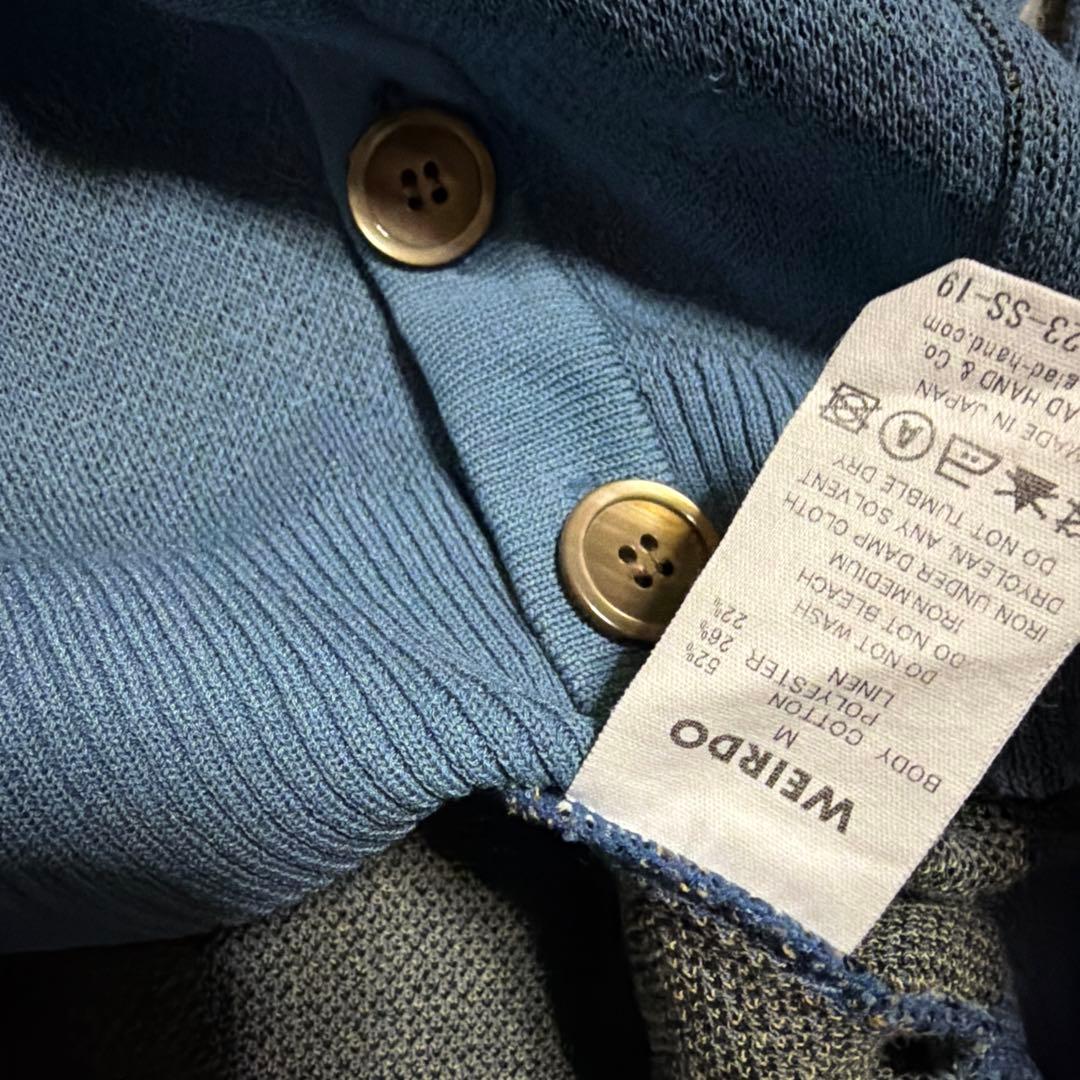 WEIRDO
M
BODY COTTON 52%
POLYESTER 26%
LINEN 22%
DO NOT WASH
DO NOT BLEACH
IRON MEDIUM
IRON UNDER DAMP CLOTH
DRYCLEAN. ANY SOLVENT
DO NOT TUMBLE DRY
A
MADE IN JAPAN
AD HAND & Co.
glad-hand.com
23-SS-19